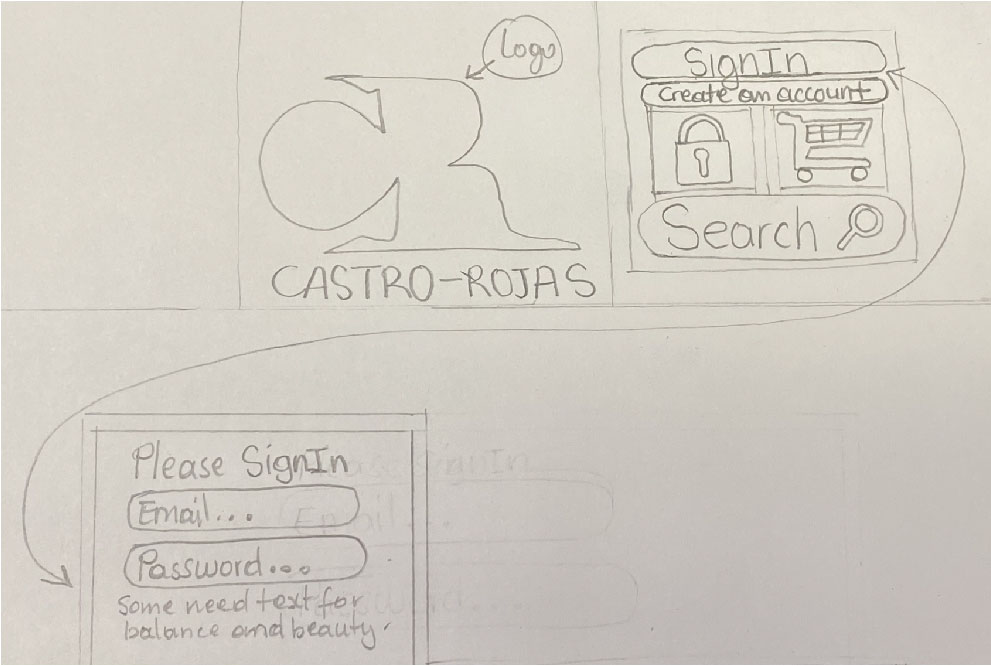 Logo
CR
CASTRO-ROJAS
SignIn
Create an account
Search
Please SignIn
Email...
Password...
Some need text for
balance and beauty.